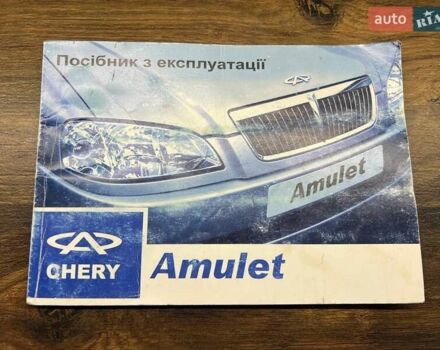 auto RIA
Посібник з експлуатації
Amulet
CHERY
Amulet